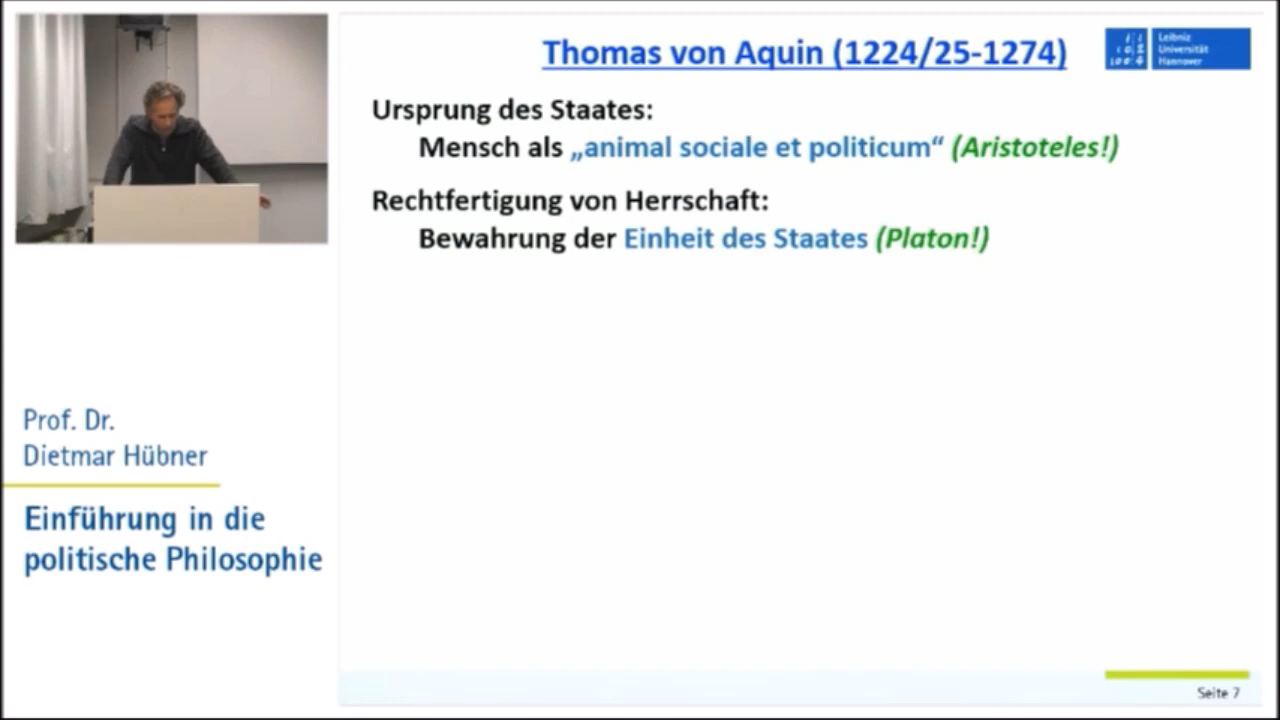 Thomas von Aquin (1224/25-1274)
Leibniz
Universität
Hannover
Ursprung des Staates:
Mensch als „animal sociale et politicum“ (Aristoteles!)
Rechtfertigung von Herrschaft:
Bewahrung der Einheit des Staates (Platon!)
Prof. Dr.
Dietmar Hübner
Einführung in die
politische Philosophie
Seite 7